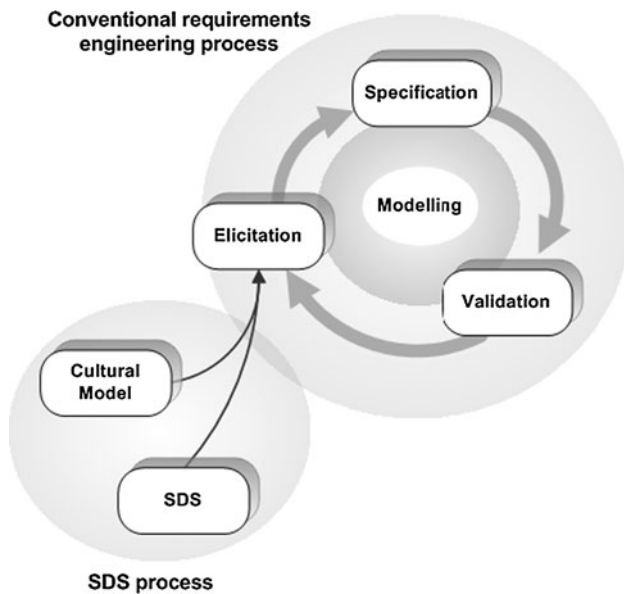 Conventional requirements
engineering process
Specification
Modelling
Elicitation
Validation
Cultural
Model
SDS
SDS process